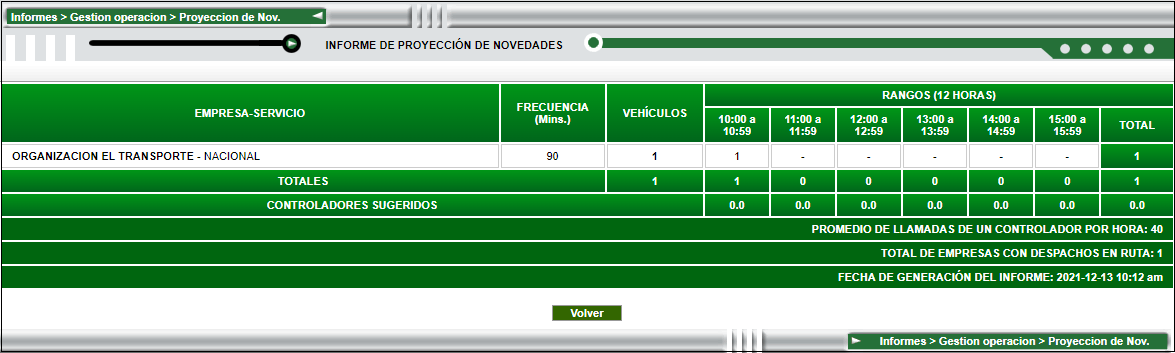 Informes > Gestion operacion > Proyeccion de Nov.
INFORME DE PROYECCIÓN DE NOVEDADES
EMPRESA-SERVICIO FRECUENCIA (Mins.) VEHÍCULOS RANGOS (12 HORAS)
10:00 a 10:59 11:00 a 11:59 12:00 a 12:59 13:00 a 13:59 14:00 a 14:59 15:00 a 15:59 TOTAL
ORGANIZACION EL TRANSPORTE - NACIONAL 90 1 1 - - - - - 1
TOTALES 1 1 0 0 0 0 0 1
CONTROLADORES SUGERIDOS 0.0 0.0 0.0 0.0 0.0 0.0 0.0
PROMEDIO DE LLAMADAS DE UN CONTROLADOR POR HORA: 40
TOTAL DE EMPRESAS CON DESPACHOS EN RUTA: 1
FECHA DE GENERACIÓN DEL INFORME: 2021-12-13 10:12 am
Volver
Informes > Gestion operacion > Proyeccion de Nov.